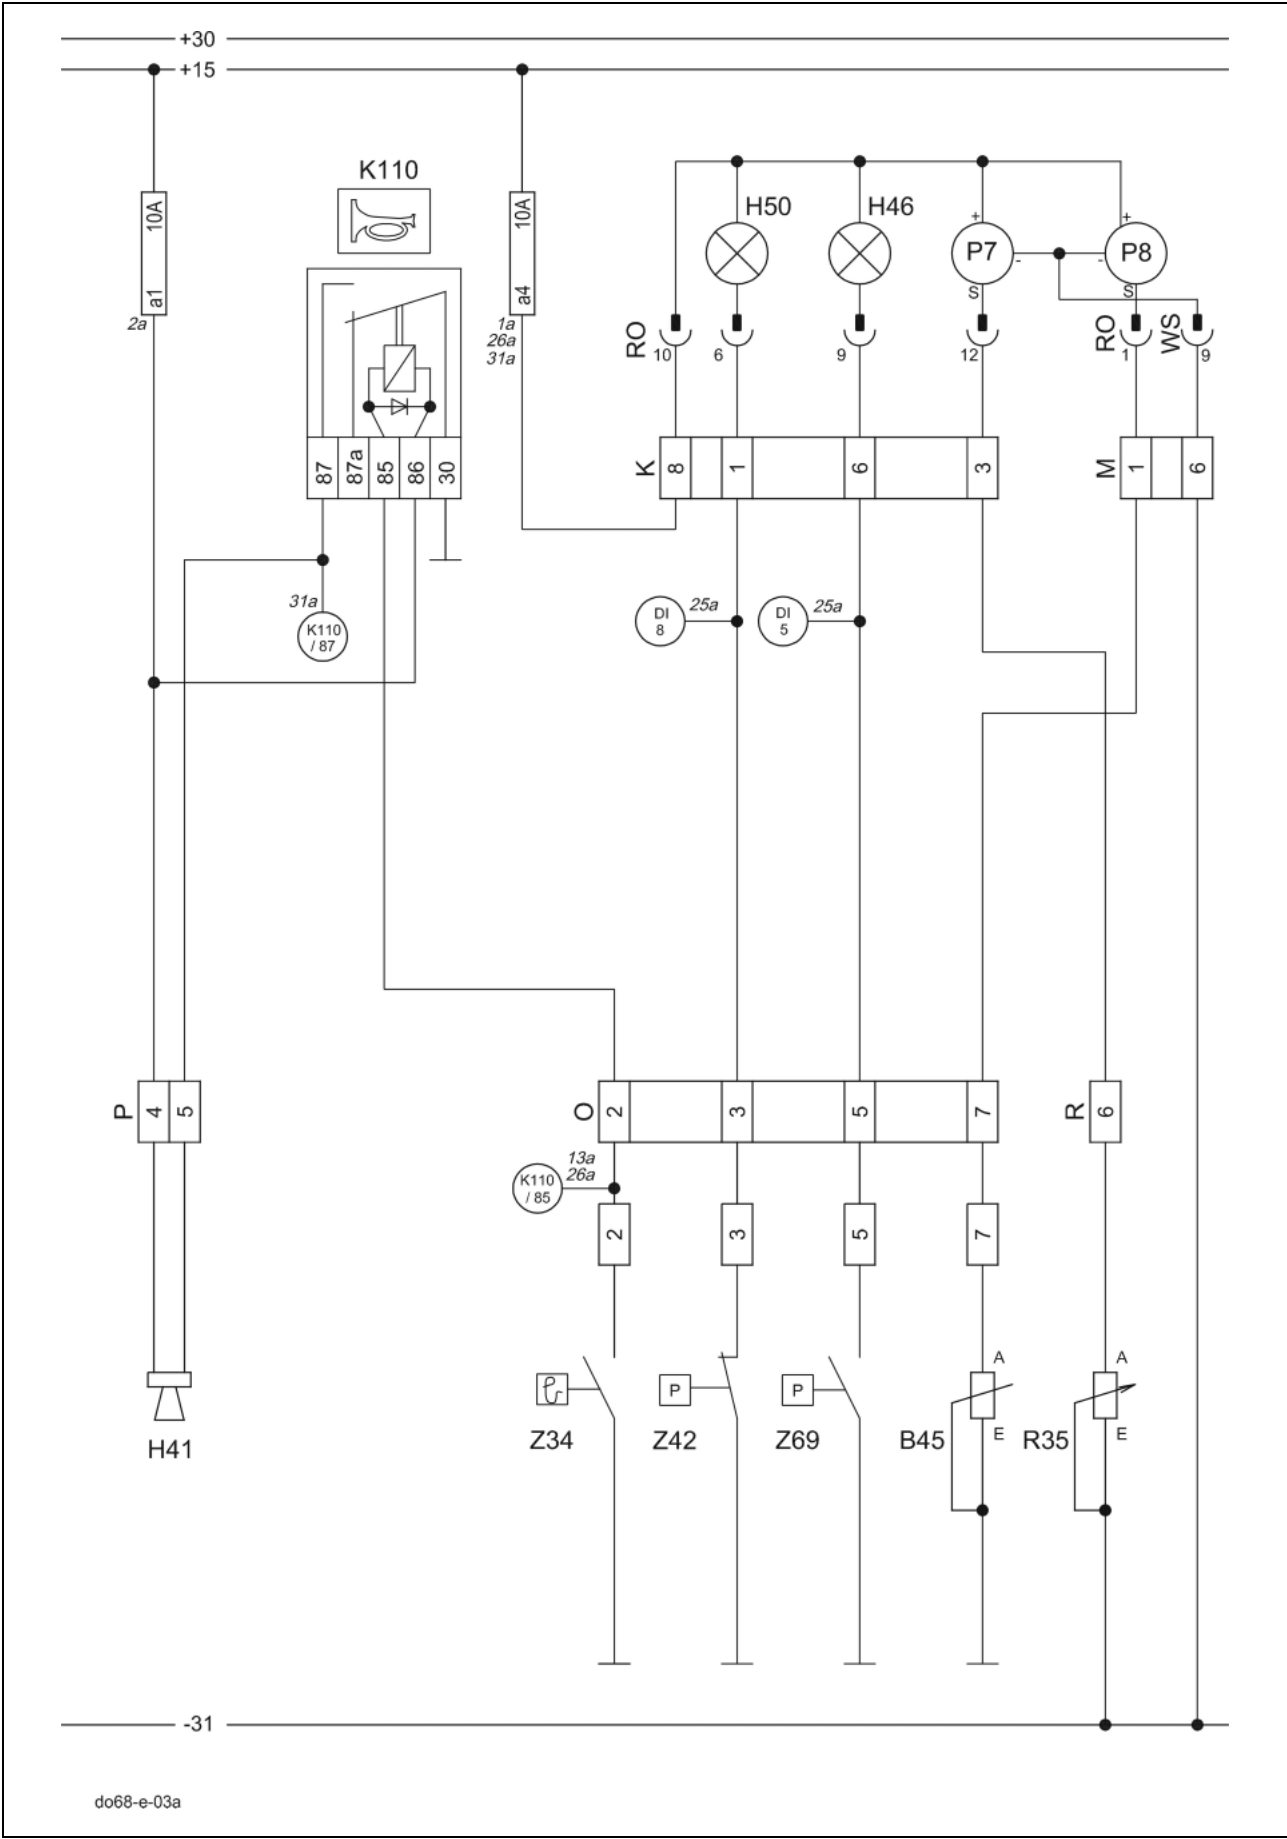 +30
+15
K110
10A
a1
2a
10A
a4
1a
26a
31a
H50
H46
+
P7
-
S
+
P8
-
S
RO
10
6
9
12
RO
1
WS
9
87
87a
85
86
30
K
8
1
6
3
M
1
6
31a
K110
/ 87
DI
8
25a
DI
5
25a
P
4
5
O
2
3
5
7
R
6
13a
26a
K110
/ 85
2
3
5
7
H41
Z34
P
Z42
P
Z69
A
B45
E
A
R35
E
-31
do68-e-03a